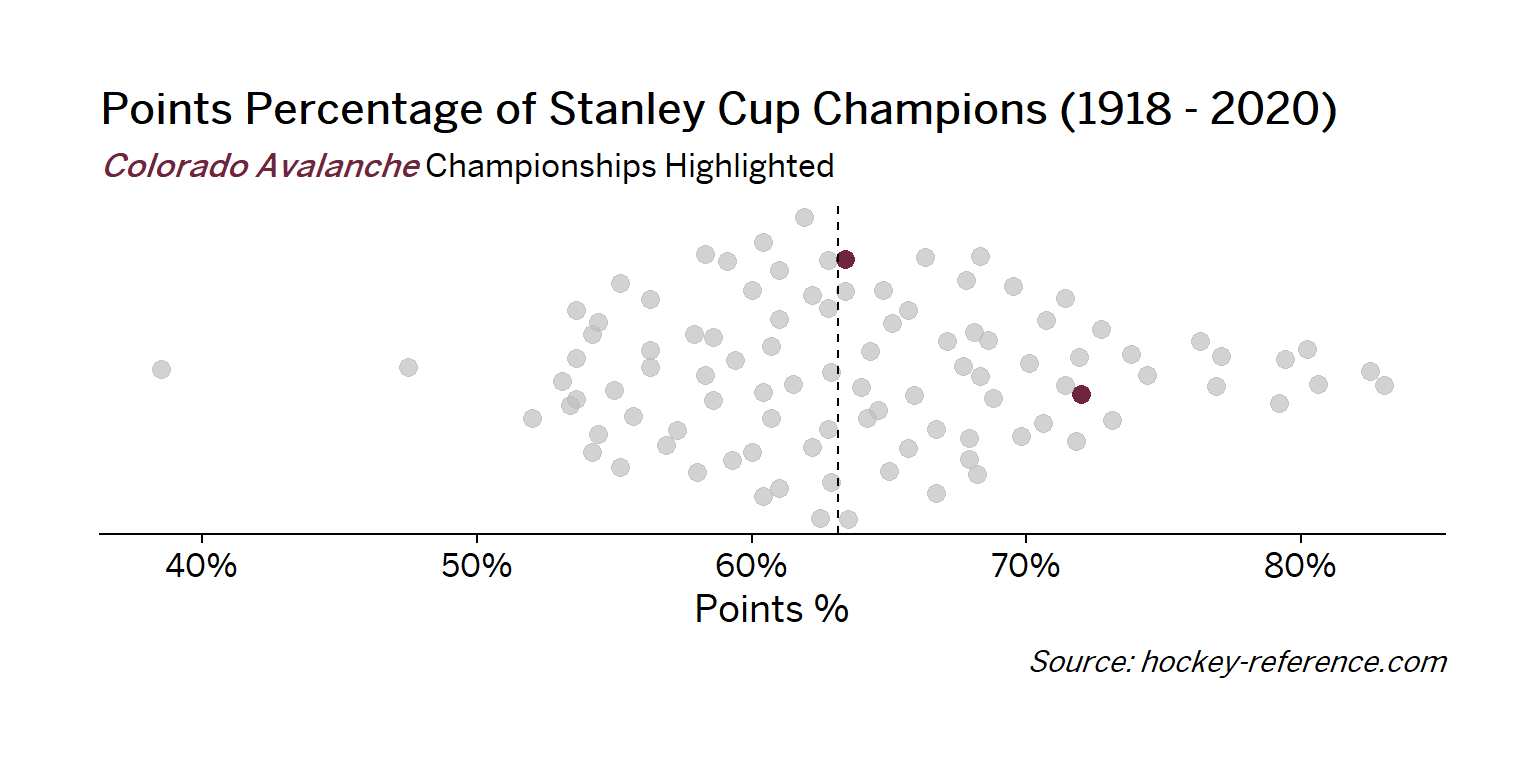 Points Percentage of Stanley Cup Champions (1918 - 2020)
Colorado Avalanche Championships Highlighted
40% 50% 60% 70% 80%
Points %
Source: hockey-reference.com